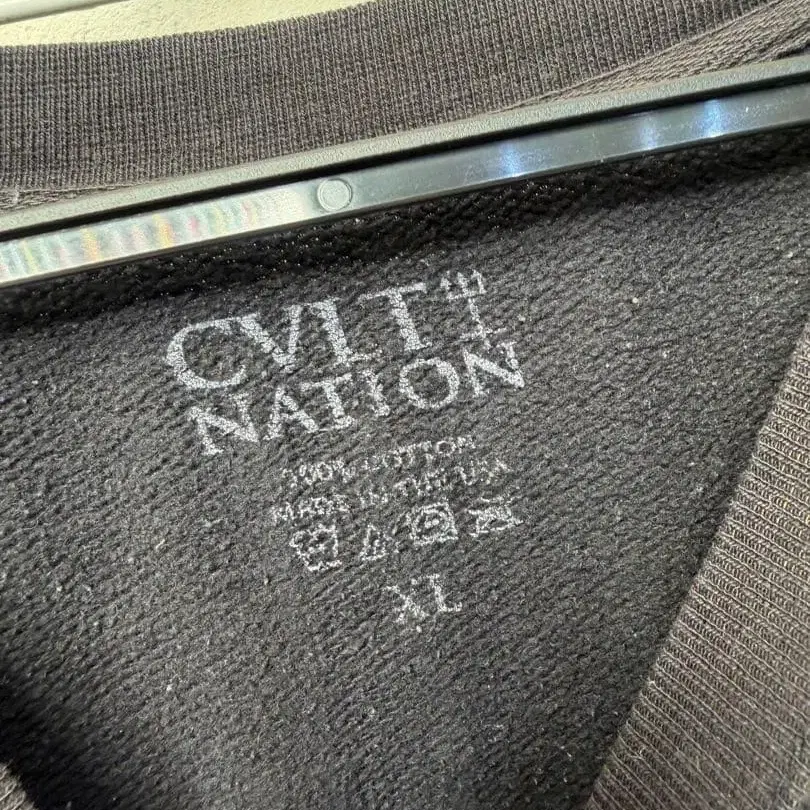 CVLT
NATION
100% COTTON
MADE IN THE USA
XL